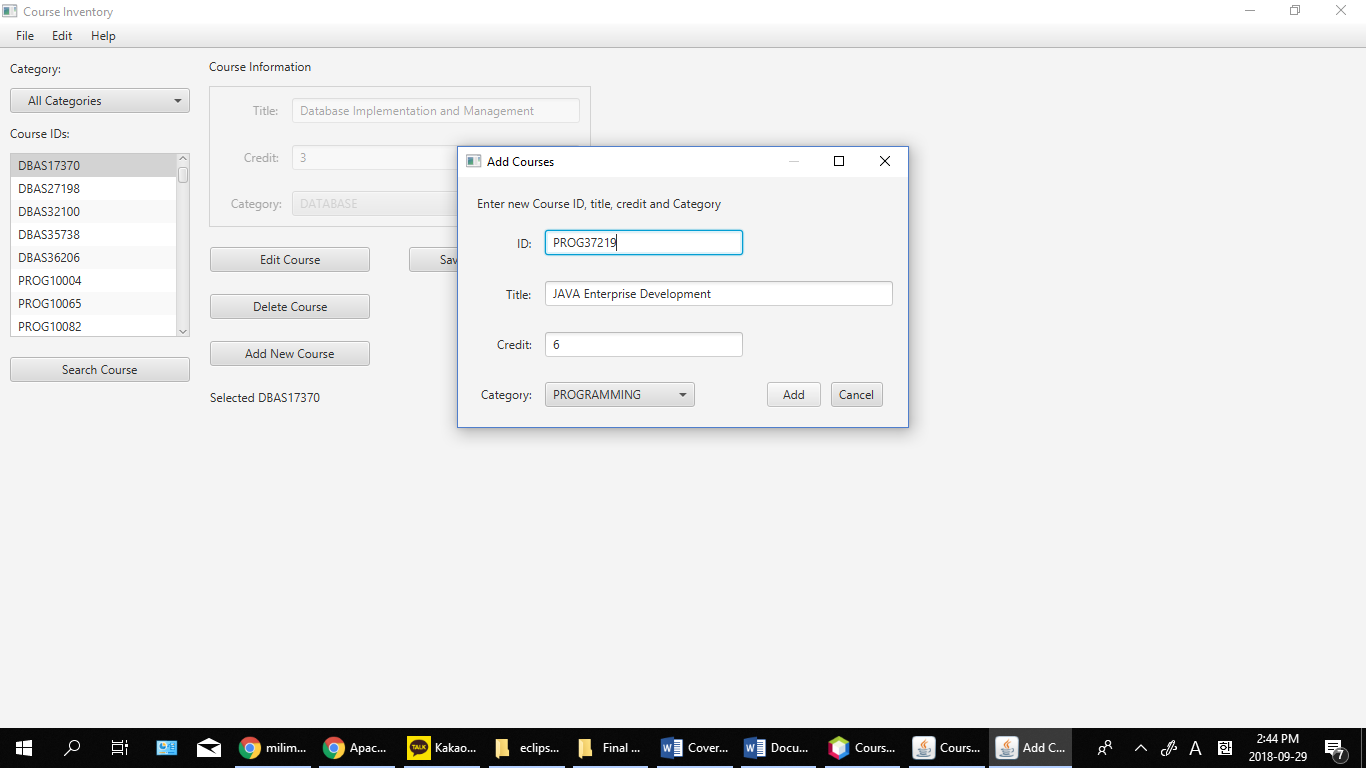 Course Inventory
File Edit Help
Category:
All Categories
Course IDs:
DBAS17370
DBAS27198
DBAS32100
DBAS35738
DBAS36206
PROG10004
PROG10065
PROG10082
Search Course
Course Information
Title: Database Implementation and Management
Credit: 3
Category: DATABASE
Edit Course
Sav
Delete Course
Add New Course
Selected DBAS17370
Add Courses
Enter new Course ID, title, credit and Category
ID: PROG37219
Title: JAVA Enterprise Development
Credit: 6
Category: PROGRAMMING Add Cancel
milim... Apac... TALK Kakao... eclips... Final ... Cover... Docu... Cours... Cours... Add C... A 한 2:44 PM
2018-09-29 7